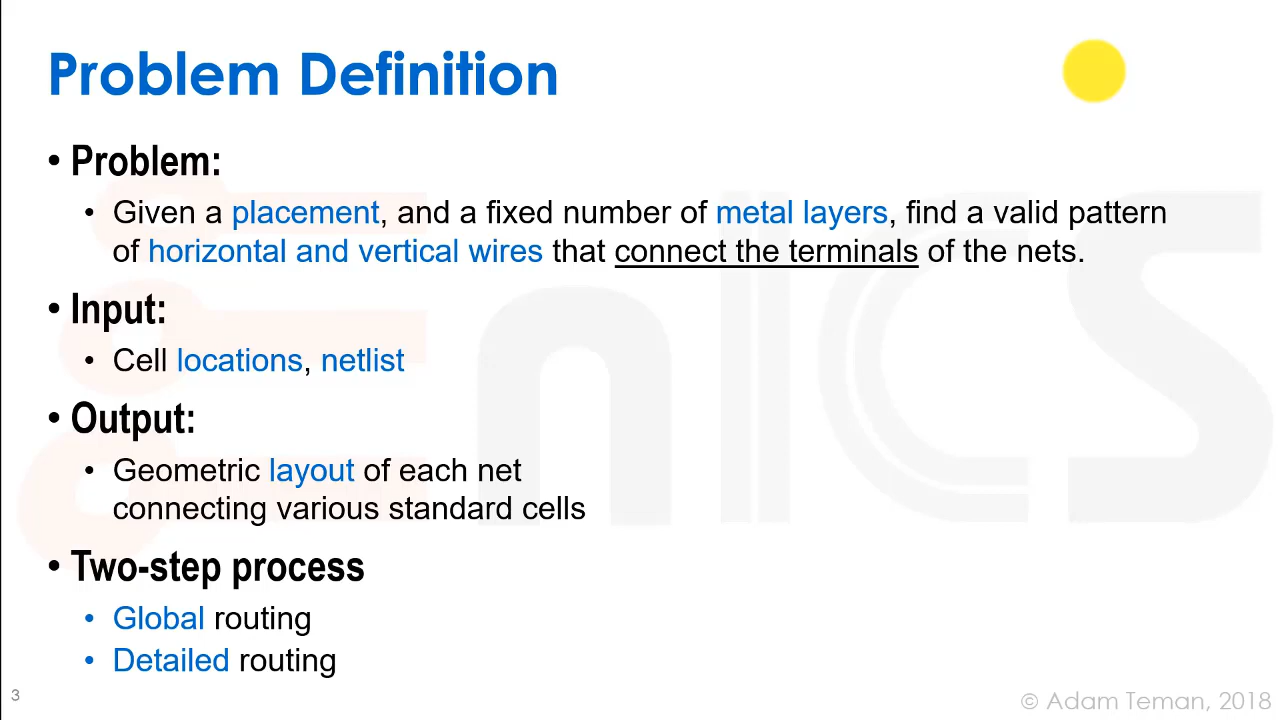 Problem Definition
• Problem:
• Given a placement, and a fixed number of metal layers, find a valid pattern
of horizontal and vertical wires that connect the terminals of the nets.
• Input:
• Cell locations, netlist
• Output:
• Geometric layout of each net
connecting various standard cells
• Two-step process
• Global routing
• Detailed routing
3
© Adam Teman, 2018
EnICS